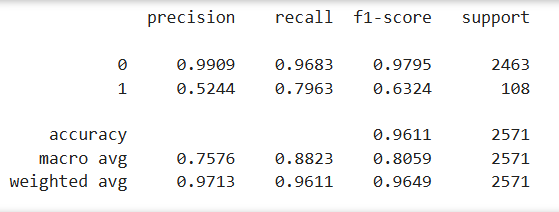 precision recall f1-score support
0 0.9909 0.9683 0.9795 2463
1 0.5244 0.7963 0.6324 108
accuracy 0.9611 2571
macro avg 0.7576 0.8823 0.8059 2571
weighted avg 0.9713 0.9611 0.9649 2571